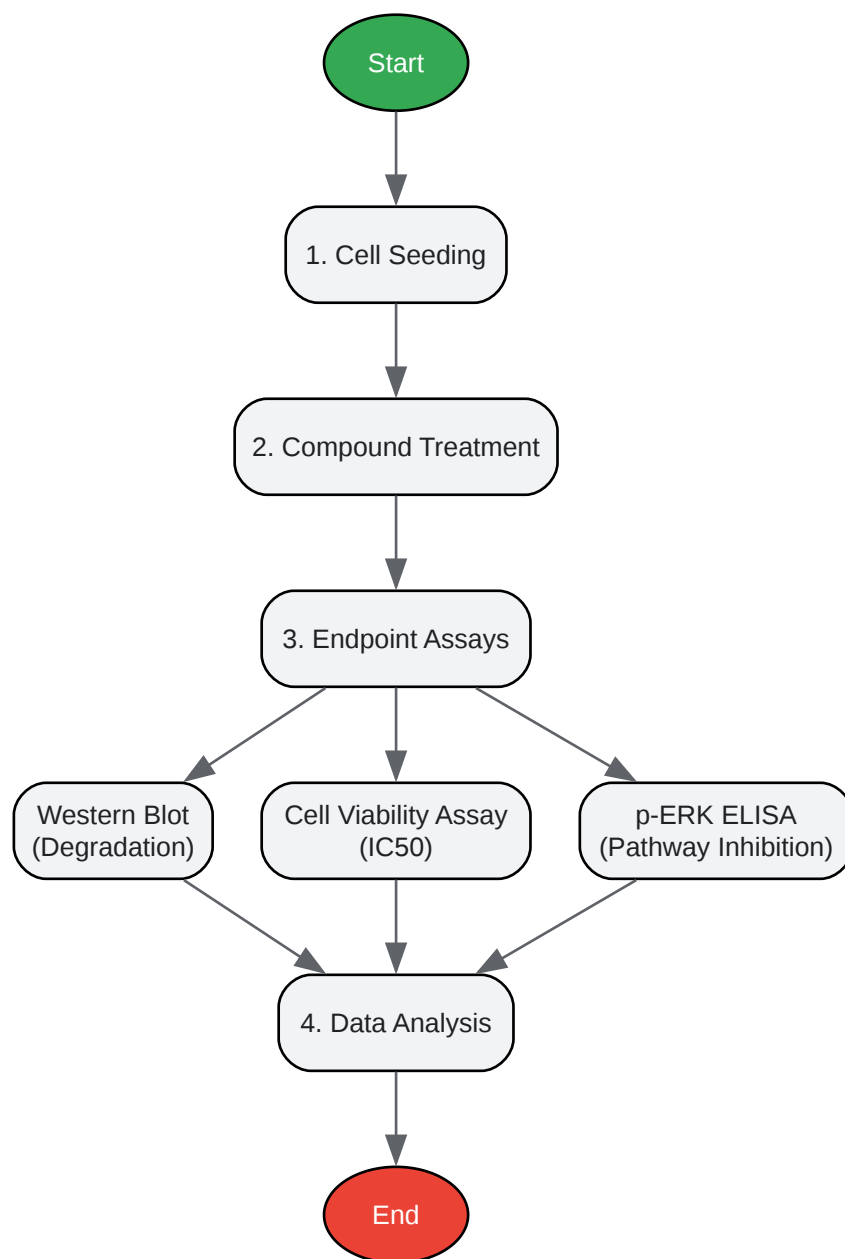 Start
1. Cell Seeding
2. Compound Treatment
3. Endpoint Assays
Western Blot
(Degradation)
Cell Viability Assay
(IC50)
p-ERK ELISA
(Pathway Inhibition)
4. Data Analysis
End